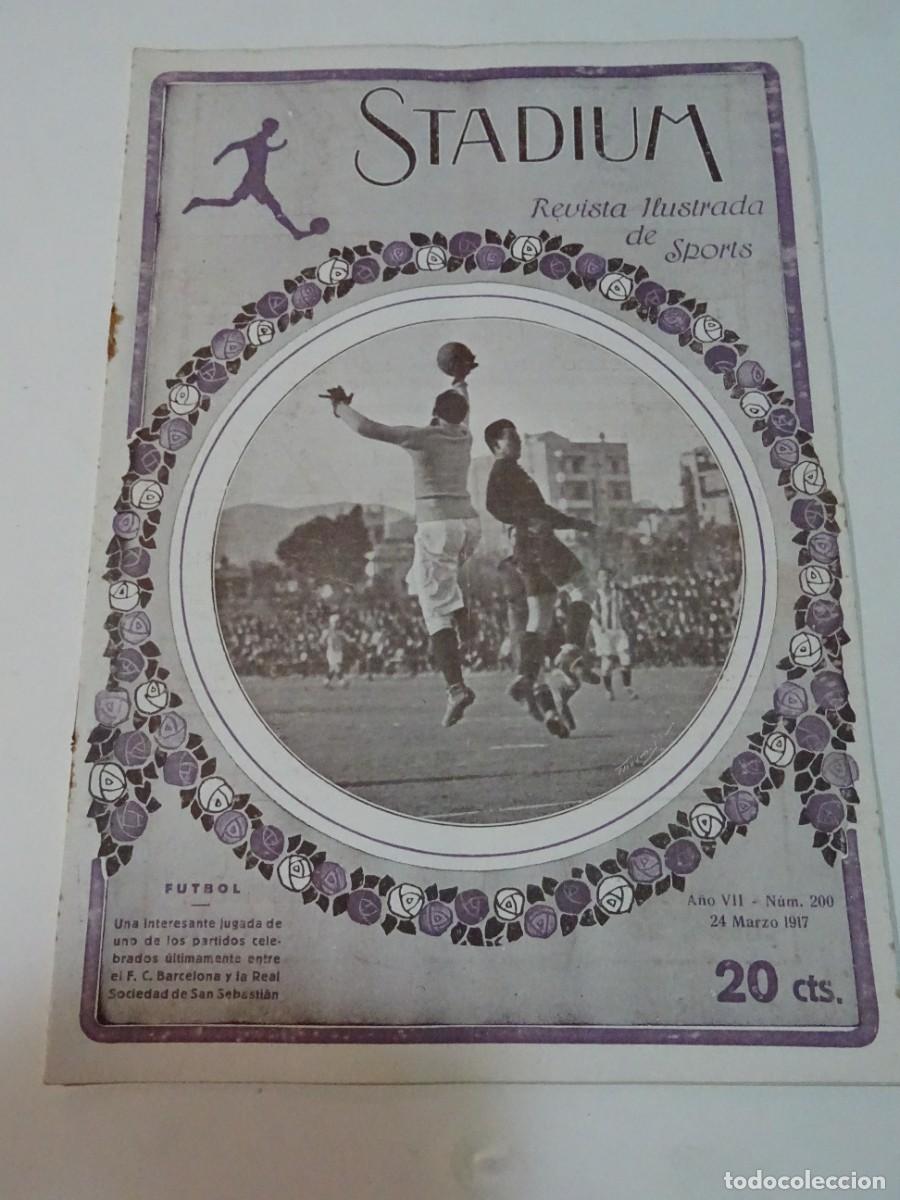 STADIUM
Revista Ilustrada
de
Sports
FUTBOL
Una interesante jugada de
uno de los partidos cele-
brados últimamente entre
el F. C. Barcelona y la Real
Sociedad de San Sebastián
Año VII - Núm. 200
24 Marzo 1917
20 cts.
todocoleccion